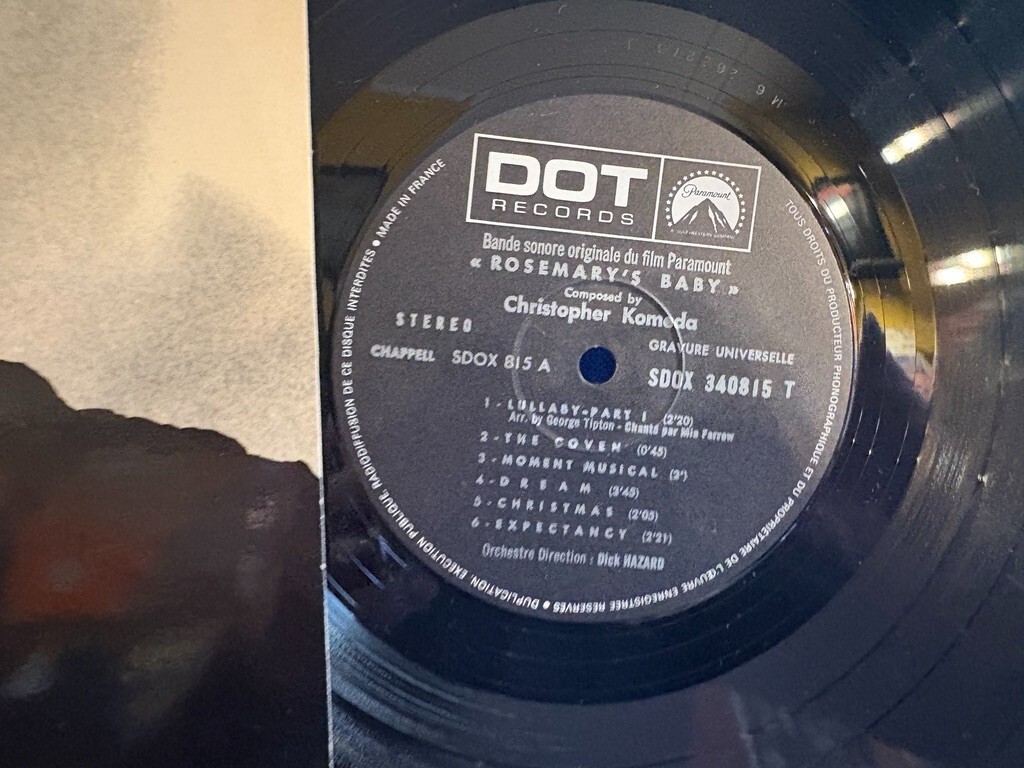 DOT
RECORDS
Paramount
Bande sonore originale du film Paramount
« ROSEMARY'S BABY »
Composed by
Christopher Komeda
STEREO
GRAVURE UNIVERSELLE
CHAPPELL SDOX 815 A
SDOX 340815 T
1 - LULLABY-PART I (2'20)
Arr. by George Tipton - Chanté par Mia Farrow
2 - THE COVEN (0'45)
3 - MOMENT MUSICAL (2')
4 - DREAM (3'45)
5 - CHRISTMAS (2'05)
6 - EXPECTANCY (2'21)
Orchestre Direction : Dick HAZARD
TOUS DROITS DU PRODUCTEUR PHONOGRAPHIQUE ET DU PROPRIETAIRE DE L'ŒUVRE ENREGISTREE RESERVES ● DUPLICATION, EXECUTION PUBLIQUE RADIODIFFUSION DE CE DISQUE INTERDITES ● MADE IN FRANCE